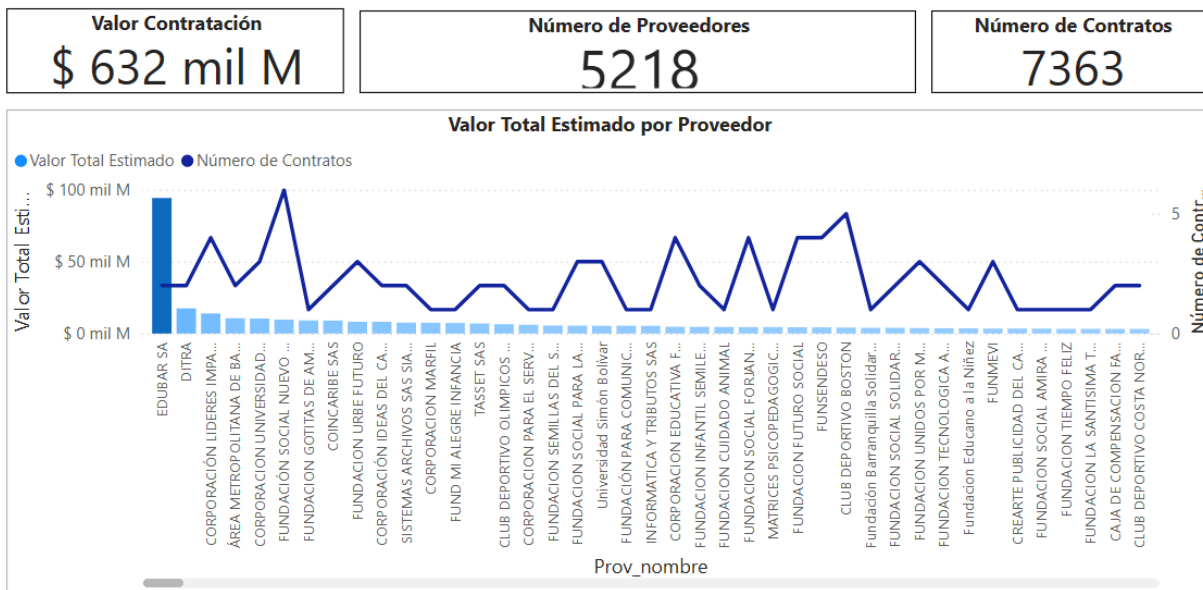 Valor Contratación
$ 632 mil M
Número de Proveedores
5218
Número de Contratos
7363
Valor Total Estimado por Proveedor
Valor Total Estimado
Número de Contratos
Valor Total Esti...
$ 100 mil M
$ 50 mil M
$ 0 mil M
5
0
Número de Contr...
EDUBAR SA
DITRA
CORPORACIÓN LIDERES IMPA...
ÁREA METROPOLITANA DE BA...
CORPORACION UNIVERSIDAD...
FUNDACIÓN SOCIAL NUEVO ...
FUNDACION GOTITAS DE AM...
COINCARIBE SAS
FUNDACION URBE FUTURO
CORPORACIÓN IDEAS DEL CA...
SISTEMAS ARCHIVOS SAS SIA...
CORPORACION MARFIL
FUND MI ALEGRE INFANCIA
TASSET SAS
CLUB DEPORTIVO OLIMPICOS ...
CORPORACION PARA EL SERV...
FUNDACION SEMILLAS DEL S...
FUNDACION SOCIAL PARA LA...
Universidad Simón Bolívar
FUNDACIÓN PARA COMUNIC...
INFORMATICA Y TRIBUTOS SAS
CORPORACION EDUCATIVA F...
FUNDACION INFANTIL SEMILE...
FUNDACION CUIDADO ANIMAL
FUNDACION SOCIAL FORJAN...
MATRICES PSICOPEDAGOGIC...
FUNDACION FUTURO SOCIAL
FUNSENDESO
CLUB DEPORTIVO BOSTON
Fundación Barranquilla Solidar...
FUNDACION SOCIAL SOLIDAR...
FUNDACION UNIDOS POR M...
FUNDACION TECNOLOGICA A...
Fundacion Educano a la Niñez
FUNMEVI
CREARTE PUBLICIDAD DEL CA...
FUNDACION SOCIAL AMIRA ...
FUNDACION TIEMPO FELIZ
FUNDACION LA SANTISIMA T...
CAJA DE COMPENSACION FA...
CLUB DEPORTIVO COSTA NOR...
Prov_nombre